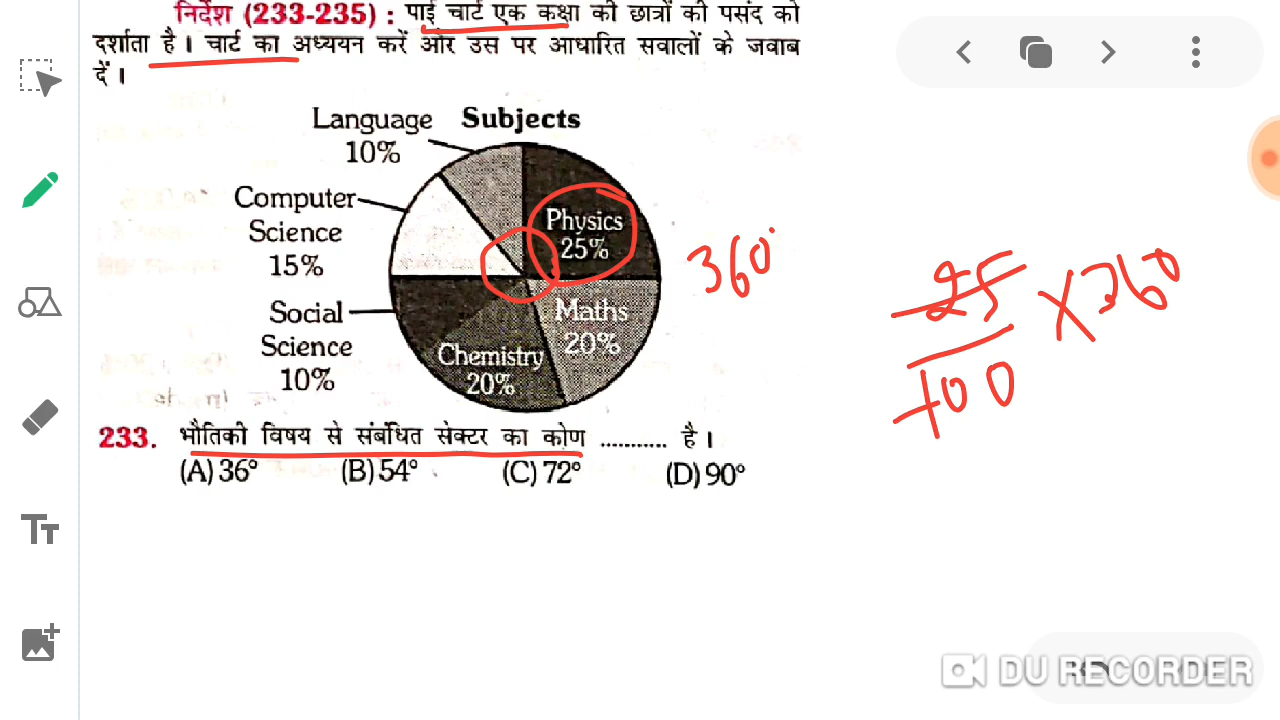 निर्देश (233-235) : पाई चार्ट एक कक्षा की छात्रों की पसंद को
दर्शाता है। चार्ट का अध्ययन करें और उस पर आधारित सवालों के जवाब
दें।
Subjects
Language
10%
Computer
Science
15%
Physics
25%
Social
Science
10%
Maths
20%
Chemistry
20%
360°
25
100
X 360
233. भौतिकी विषय से संबंधित सेक्टर का कोण .......... है।
(A) 36° (B) 54° (C) 72° (D) 90°
Tт
DU RECORDER